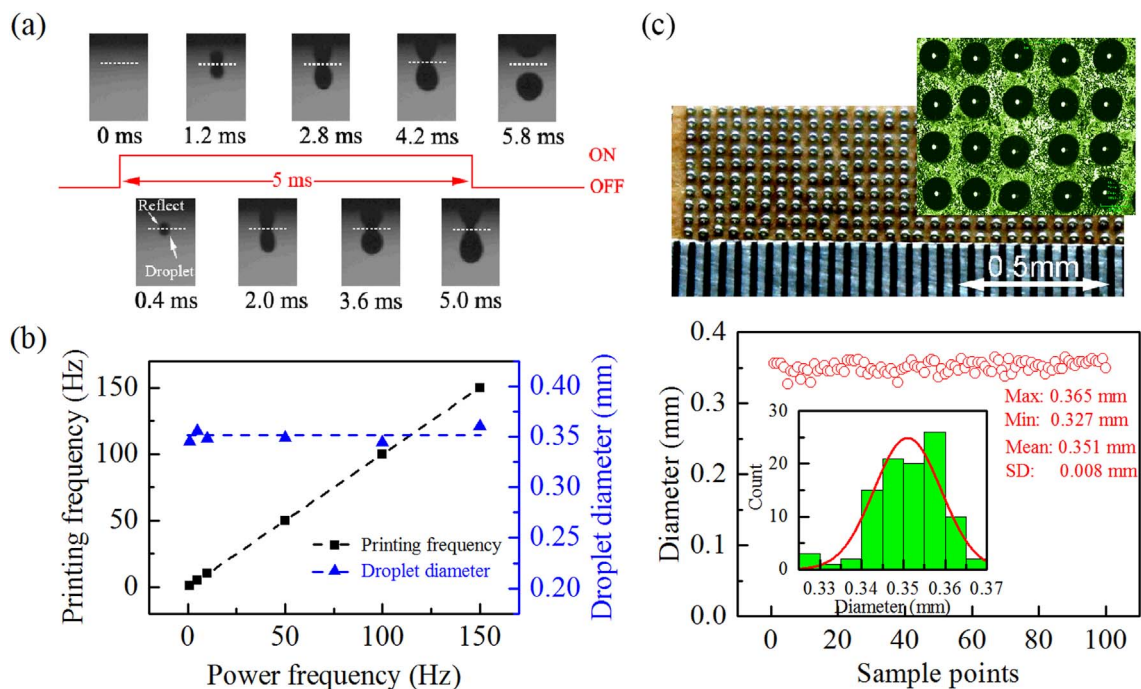 (a)
0 ms
1.2 ms
2.8 ms
4.2 ms
5.8 ms
ON
5 ms
OFF
Reflect
Droplet
0.4 ms
2.0 ms
3.6 ms
5.0 ms
(b)
Printing frequency (Hz)
150
100
50
0
0.40
0.35
0.30
0.25
0.20
Droplet diameter (mm)
Printing frequency
Droplet diameter
0
50
100
150
Power frequency (Hz)
(c)
0.5mm
Diameter (mm)
0.4
0.3
0.2
0.1
0.0
Max: 0.365 mm
Min: 0.327 mm
Mean: 0.351 mm
SD: 0.008 mm
Count
30
20
10
0
0.33
0.34
0.35
0.36
0.37
Diameter (mm)
0
20
40
60
80
100
Sample points